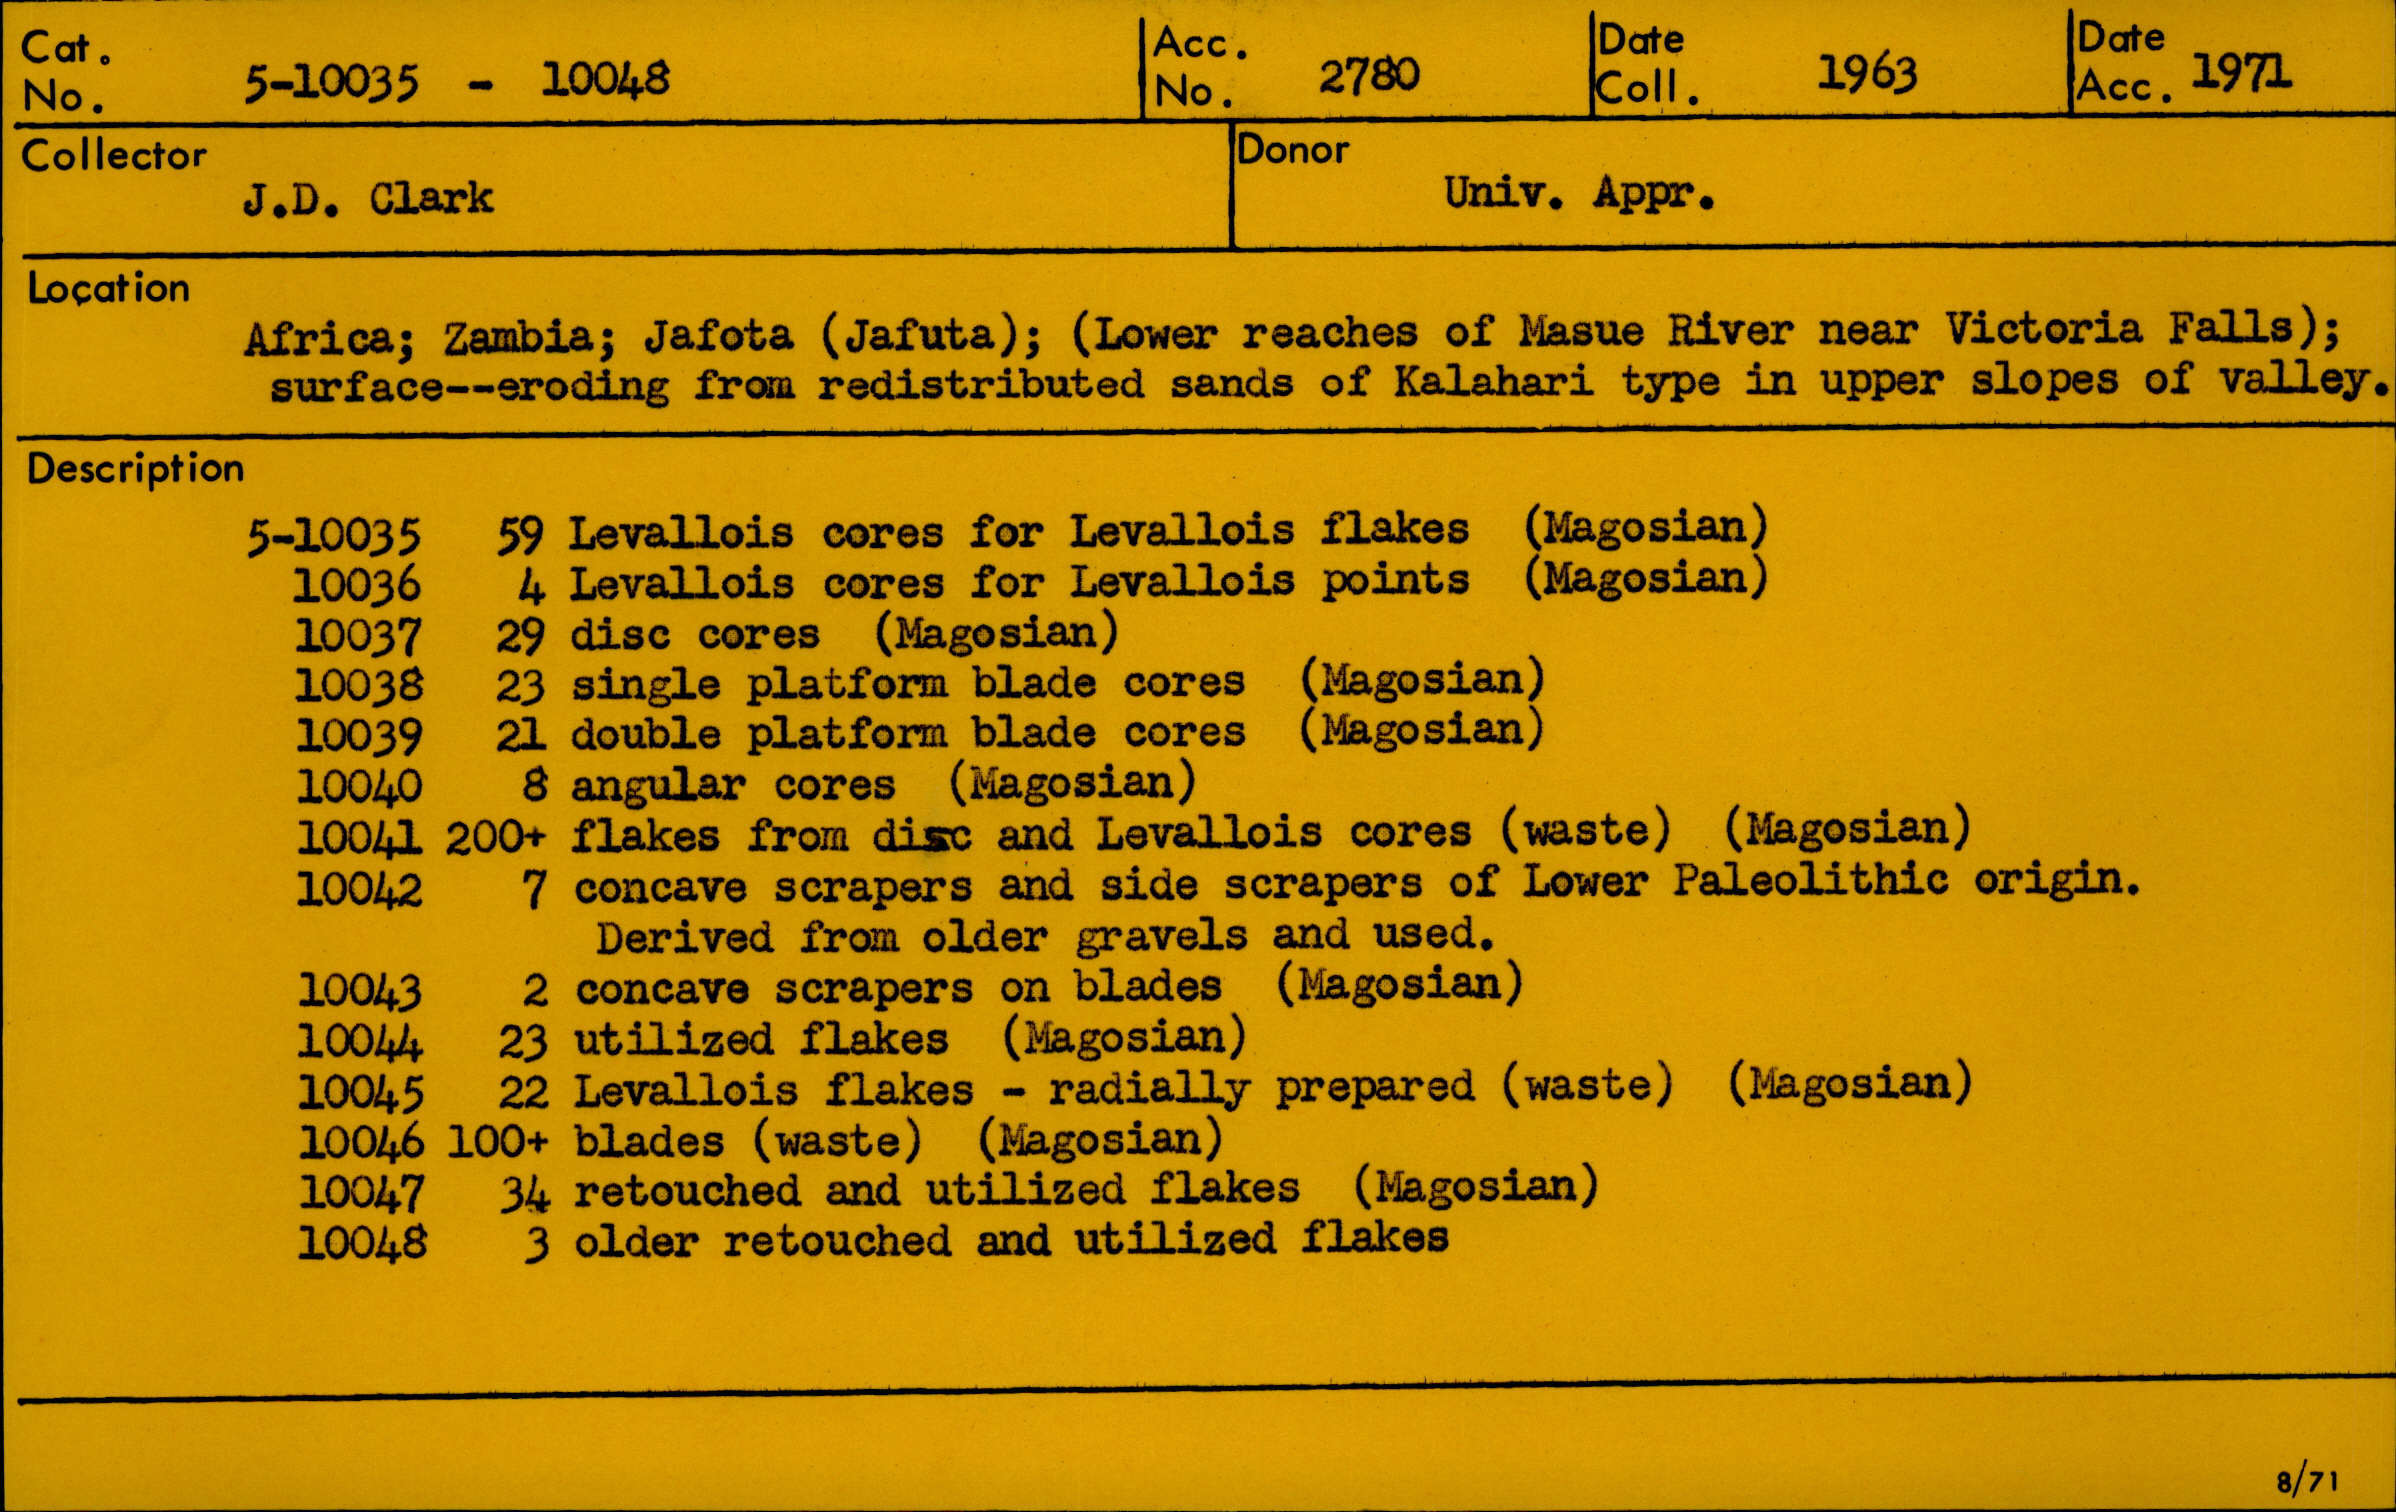 Cat. No. 5-10035 - 10048 Acc. No. 2780 Date Coll. 1963 Date Acc. 1971
Collector J.D. Clark Donor Univ. Appr.
Location
Africa; Zambia; Jafota (Jafuta); (Lower reaches of Masue River near Victoria Falls);
surface--eroding from redistributed sands of Kalahari type in upper slopes of valley.
Description
5-10035 59 Levallois cores for Levallois flakes (Magosian)
10036 4 Levallois cores for Levallois points (Magosian)
10037 29 disc cores (Magosian)
10038 23 single platform blade cores (Magosian)
10039 21 double platform blade cores (Magosian)
10040 8 angular cores (Magosian)
10041 200+ flakes from disc and Levallois cores (waste) (Magosian)
10042 7 concave scrapers and side scrapers of Lower Paleolithic origin.
Derived from older gravels and used.
10043 2 concave scrapers on blades (Magosian)
10044 23 utilized flakes (Magosian)
10045 22 Levallois flakes - radially prepared (waste) (Magosian)
10046 100+ blades (waste) (Magosian)
10047 34 retouched and utilized flakes (Magosian)
10048 3 older retouched and utilized flakes
8/71